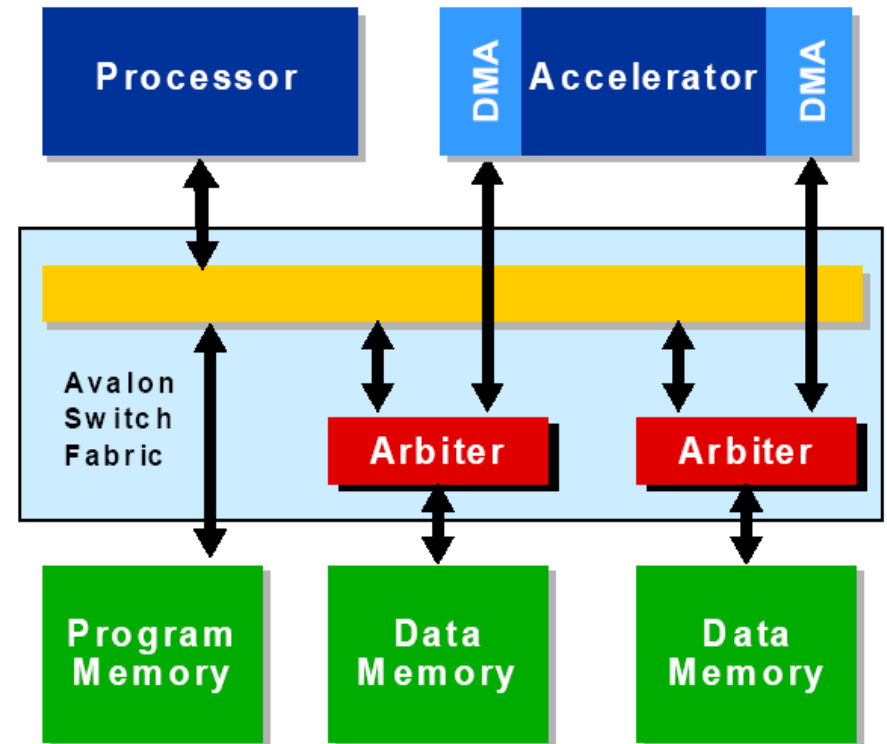 Processor
DMA
Accelerator
DMA
Avalon
Switch
Fabric
Arbiter
Arbiter
Program
Memory
Data
Memory
Data
Memory